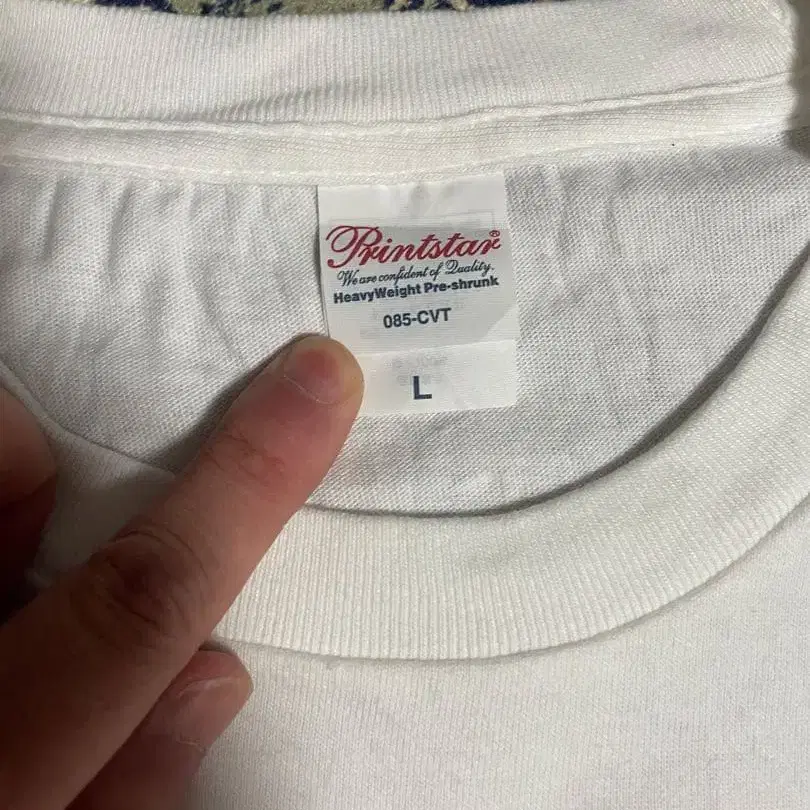 Printstar®
We are confident of Quality.
HeavyWeight Pre-shrunk
085-CVT
L